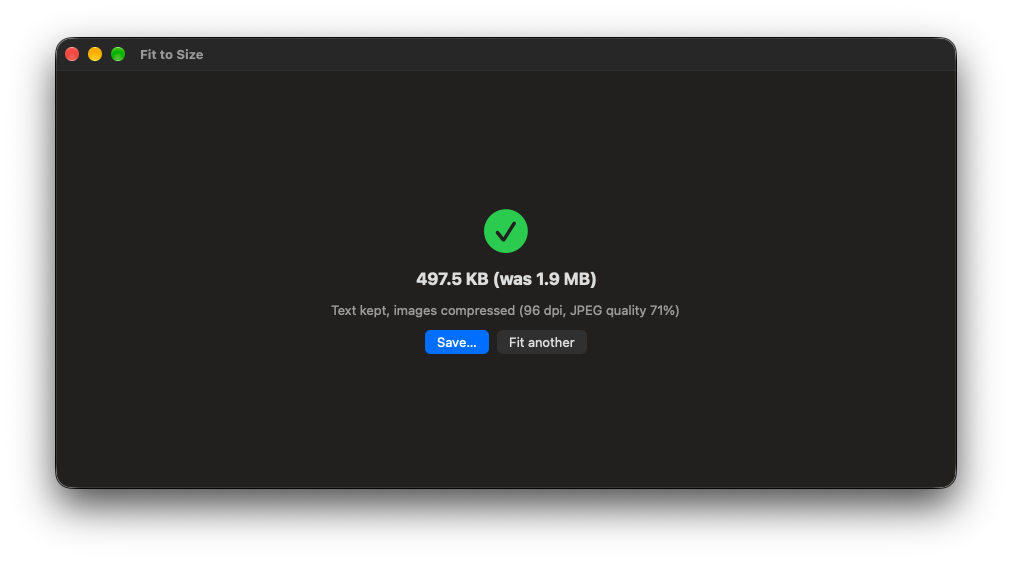 Fit to Size
497.5 KB (was 1.9 MB)
Text kept, images compressed (96 dpi, JPEG quality 71%)
Save...
Fit another